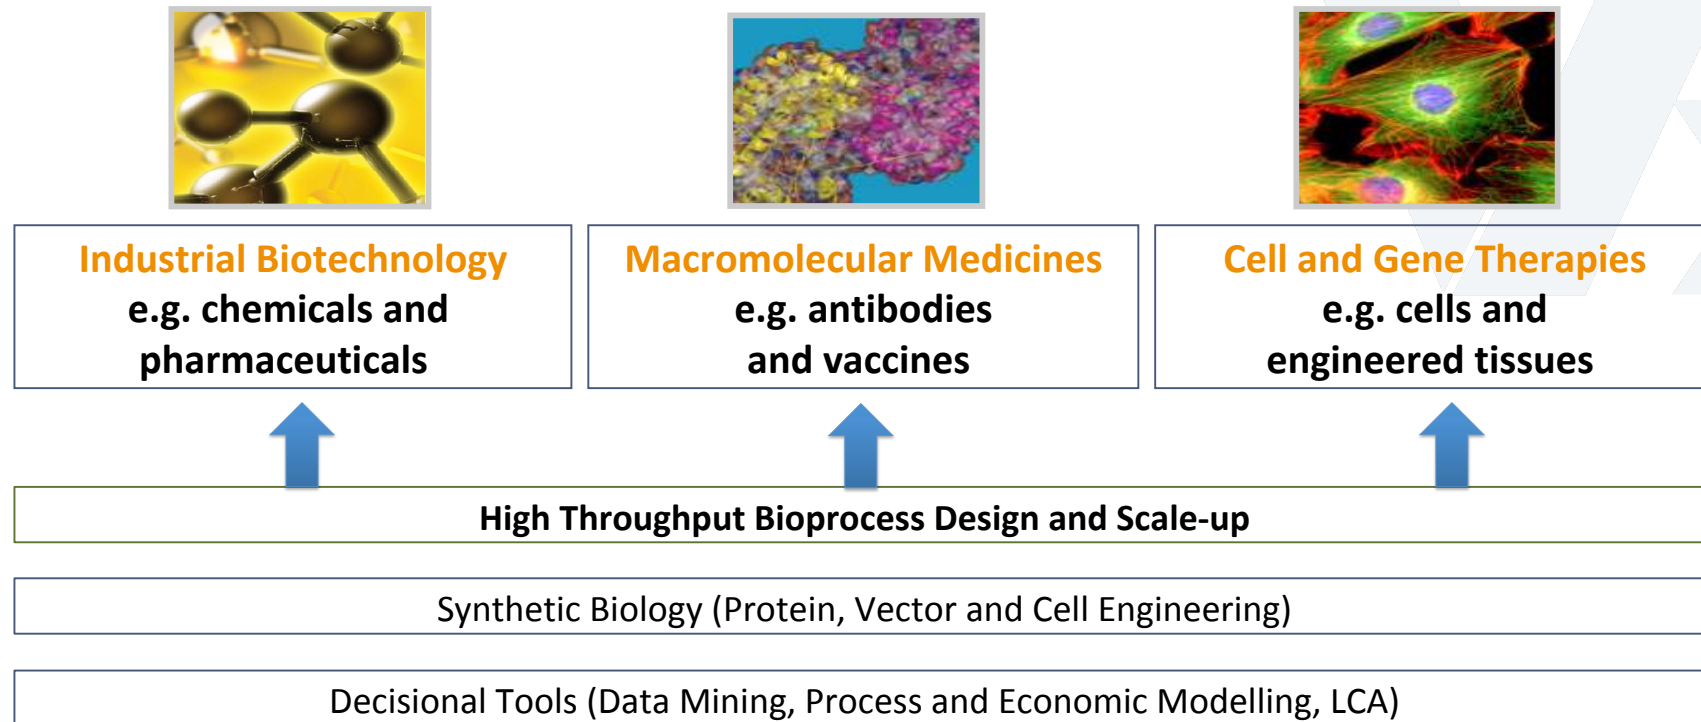 Industrial Biotechnology
e.g. chemicals and
pharmaceuticals
Macromolecular Medicines
e.g. antibodies
and vaccines
Cell and Gene Therapies
e.g. cells and
engineered tissues
High Throughput Bioprocess Design and Scale-up
Synthetic Biology (Protein, Vector and Cell Engineering)
Decisional Tools (Data Mining, Process and Economic Modelling, LCA)